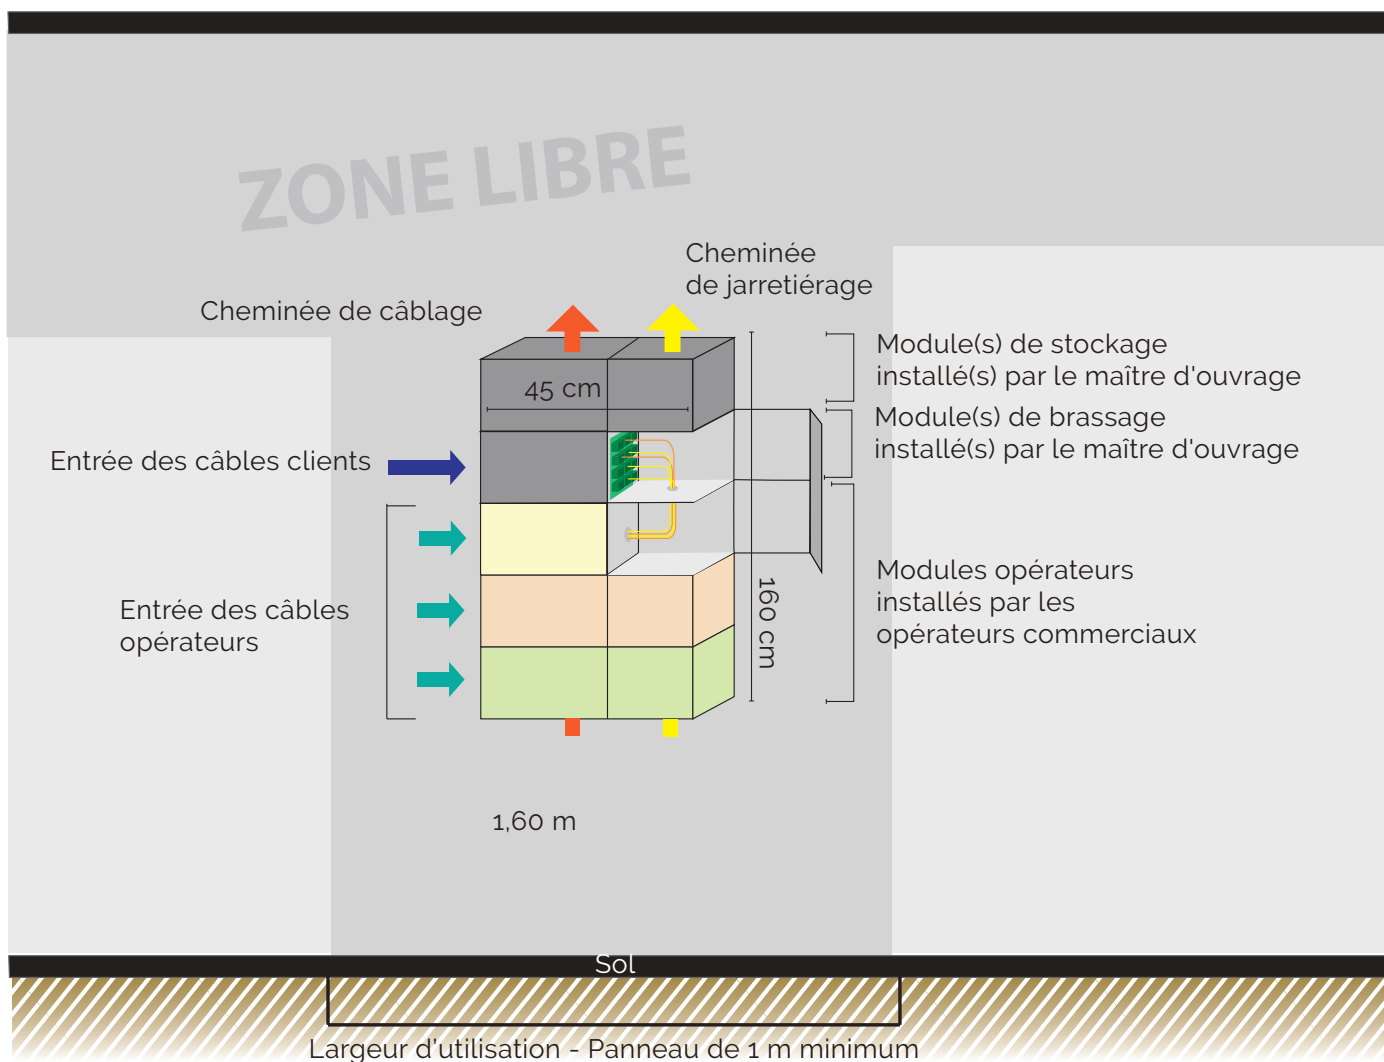 ZONE LIBRE
Cheminée
de jarretiérage
Cheminée de câblage
Module(s) de stockage
installé(s) par le maître d'ouvrage
45 cm
Module(s) de brassage
installé(s) par le maître d'ouvrage
Entrée des câbles clients
Entrée des câbles
opérateurs
160 cm
Modules opérateurs
installés par les
opérateurs commerciaux
1,60 m
Sol
Largeur d'utilisation - Panneau de 1 m minimum